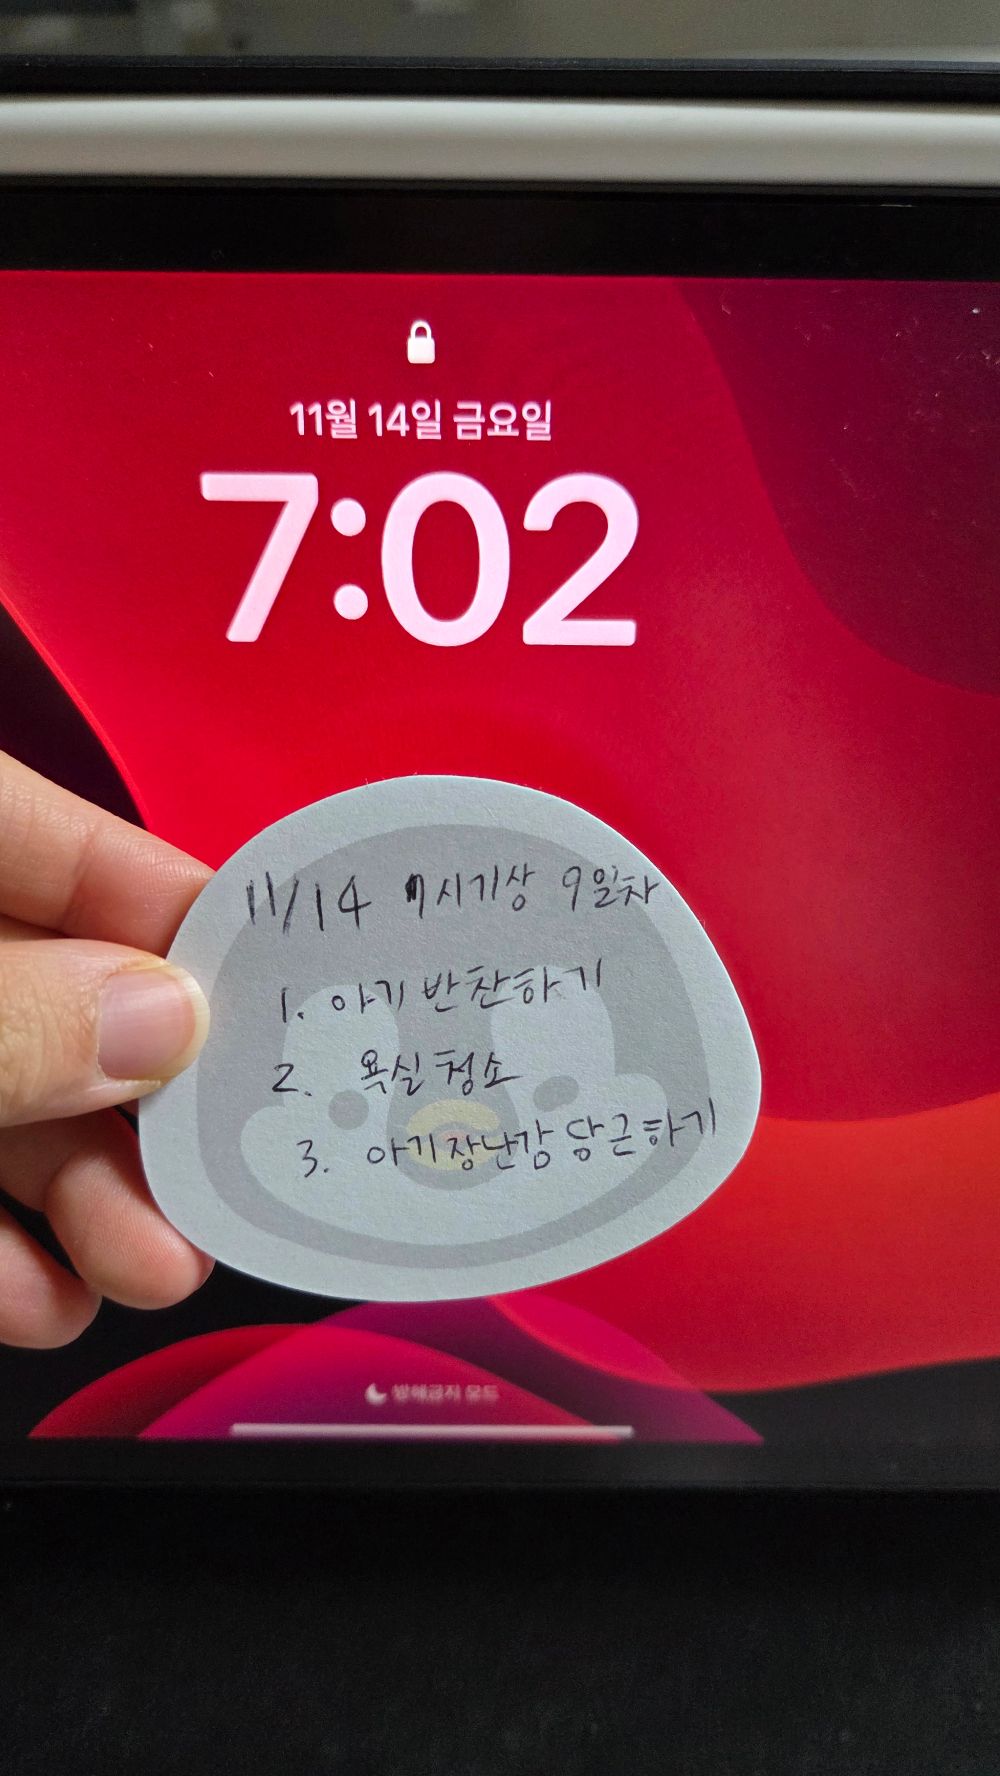 11월 14일 금요일
7:02
11/14 7시기상 9일차
1. 아기 반찬하기
2. 욕실청소
3. 아기장난감 당근하기
방해금지 모드